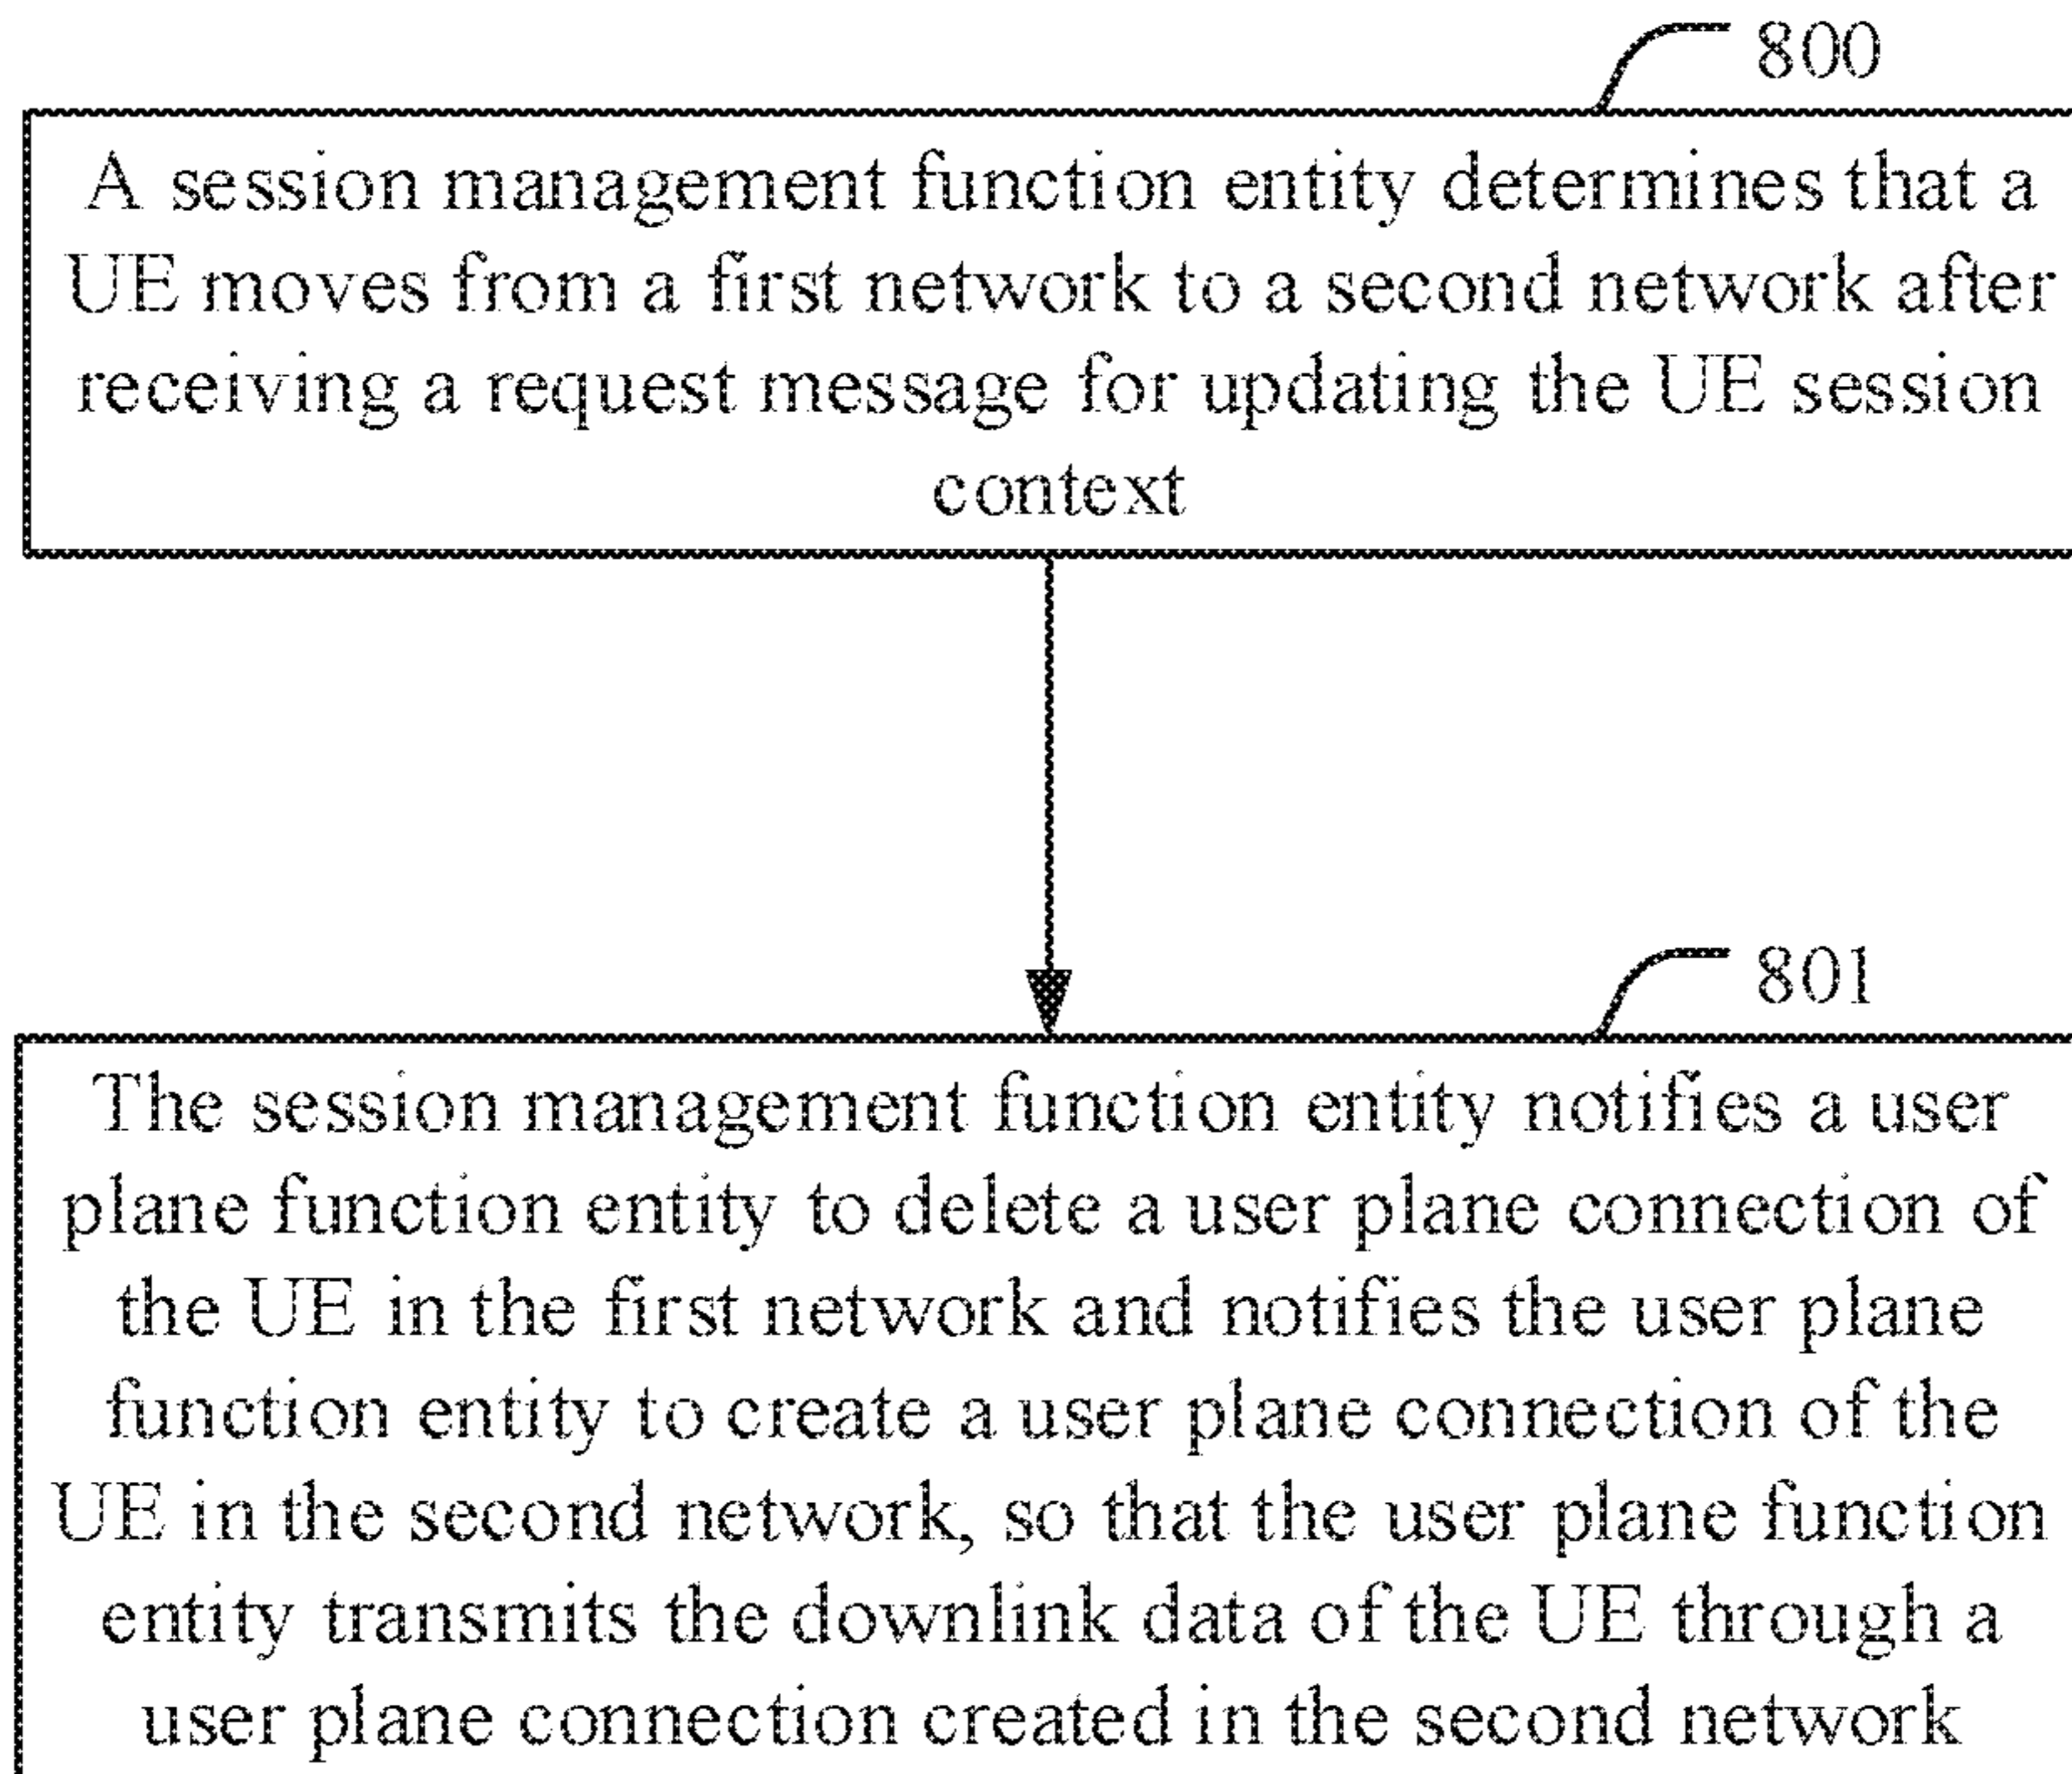 800
A session management function entity determines that a
UE moves from a first network to a second network after
receiving a request message for updating the UE session
context
801
The session management function entity notifies a user
plane function entity to delete a user plane connection of
the UE in the first network and notifies the user plane
function entity to create a user plane connection of the
UE in the second network, so that the user plane function
entity transmits the downlink data of the UE through a
user plane connection created in the second network